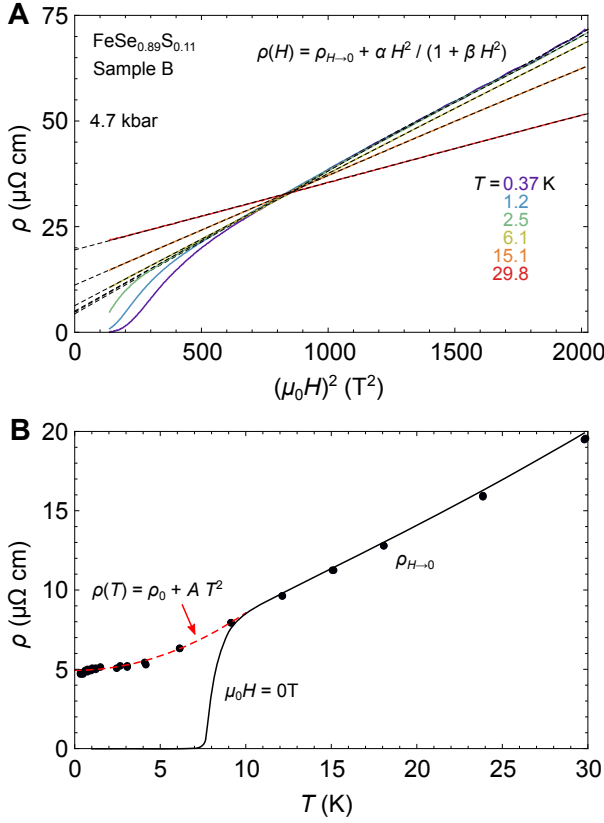 A
FeSe₀.₈₉S₀.₁₁
Sample B
4.7 kbar
ρ(H) = ρH→0 + α H² / (1 + β H²)
T = 0.37 K
1.2
2.5
6.1
15.1
29.8
75
50
25
0
ρ (μΩ cm)
0 500 1000 1500 2000
(μ₀H)² (T²)
B
20
15
10
5
0
ρ (μΩ cm)
ρ(T) = ρ₀ + A T²
ρH→0
μ₀H = 0T
0 5 10 15 20 25 30
T (K)